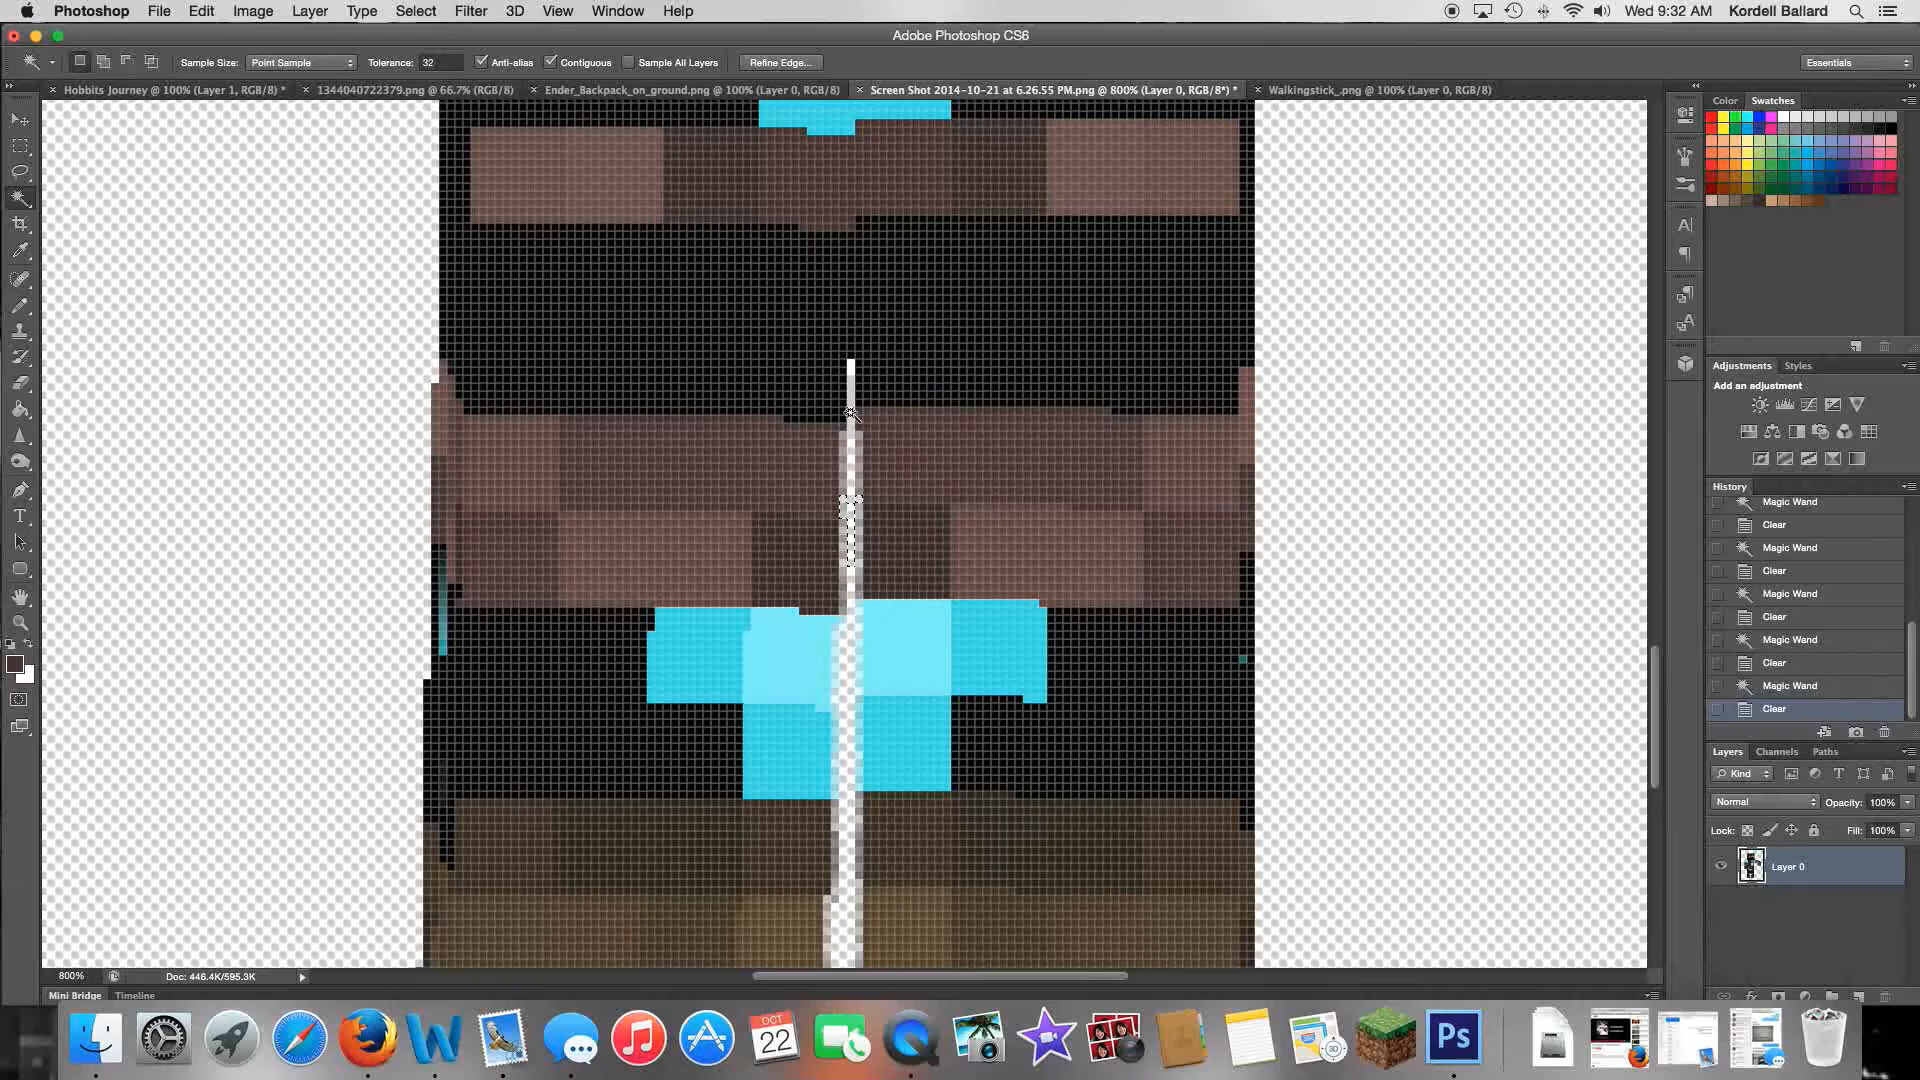 Photoshop File Edit Image Layer Type Select Filter 3D View Window Help Wed 9:32 AM Kordell Ballard
Adobe Photoshop CS6
Sample Size: Point Sample Tolerance: 32 Anti-alias Contiguous Sample All Layers Refine Edge... Essentials
Hobbits Journey @ 100% (Layer 1, RGB/8) * 1344040722379.png @ 66.7% (RGB/8) Ender_Backpack_on_ground.png @ 100% (Layer 0, RGB/8) Screen Shot 2014-10-21 at 6.26.55 PM.png @ 800% (Layer 0, RGB/8*) * Walkingstick_.png @ 100% (Layer 0, RGB/8)
Color Swatches
Adjustments Styles
Add an adjustment
History
Magic Wand
Clear
Magic Wand
Clear
Magic Wand
Clear
Magic Wand
Clear
Magic Wand
Clear
Layers Channels Paths
Kind
Normal Opacity: 100%
Lock: Fill: 100%
Layer 0
800% Doc: 446.4K/595.3K
Mini Bridge Timeline
OCT
22
Ps